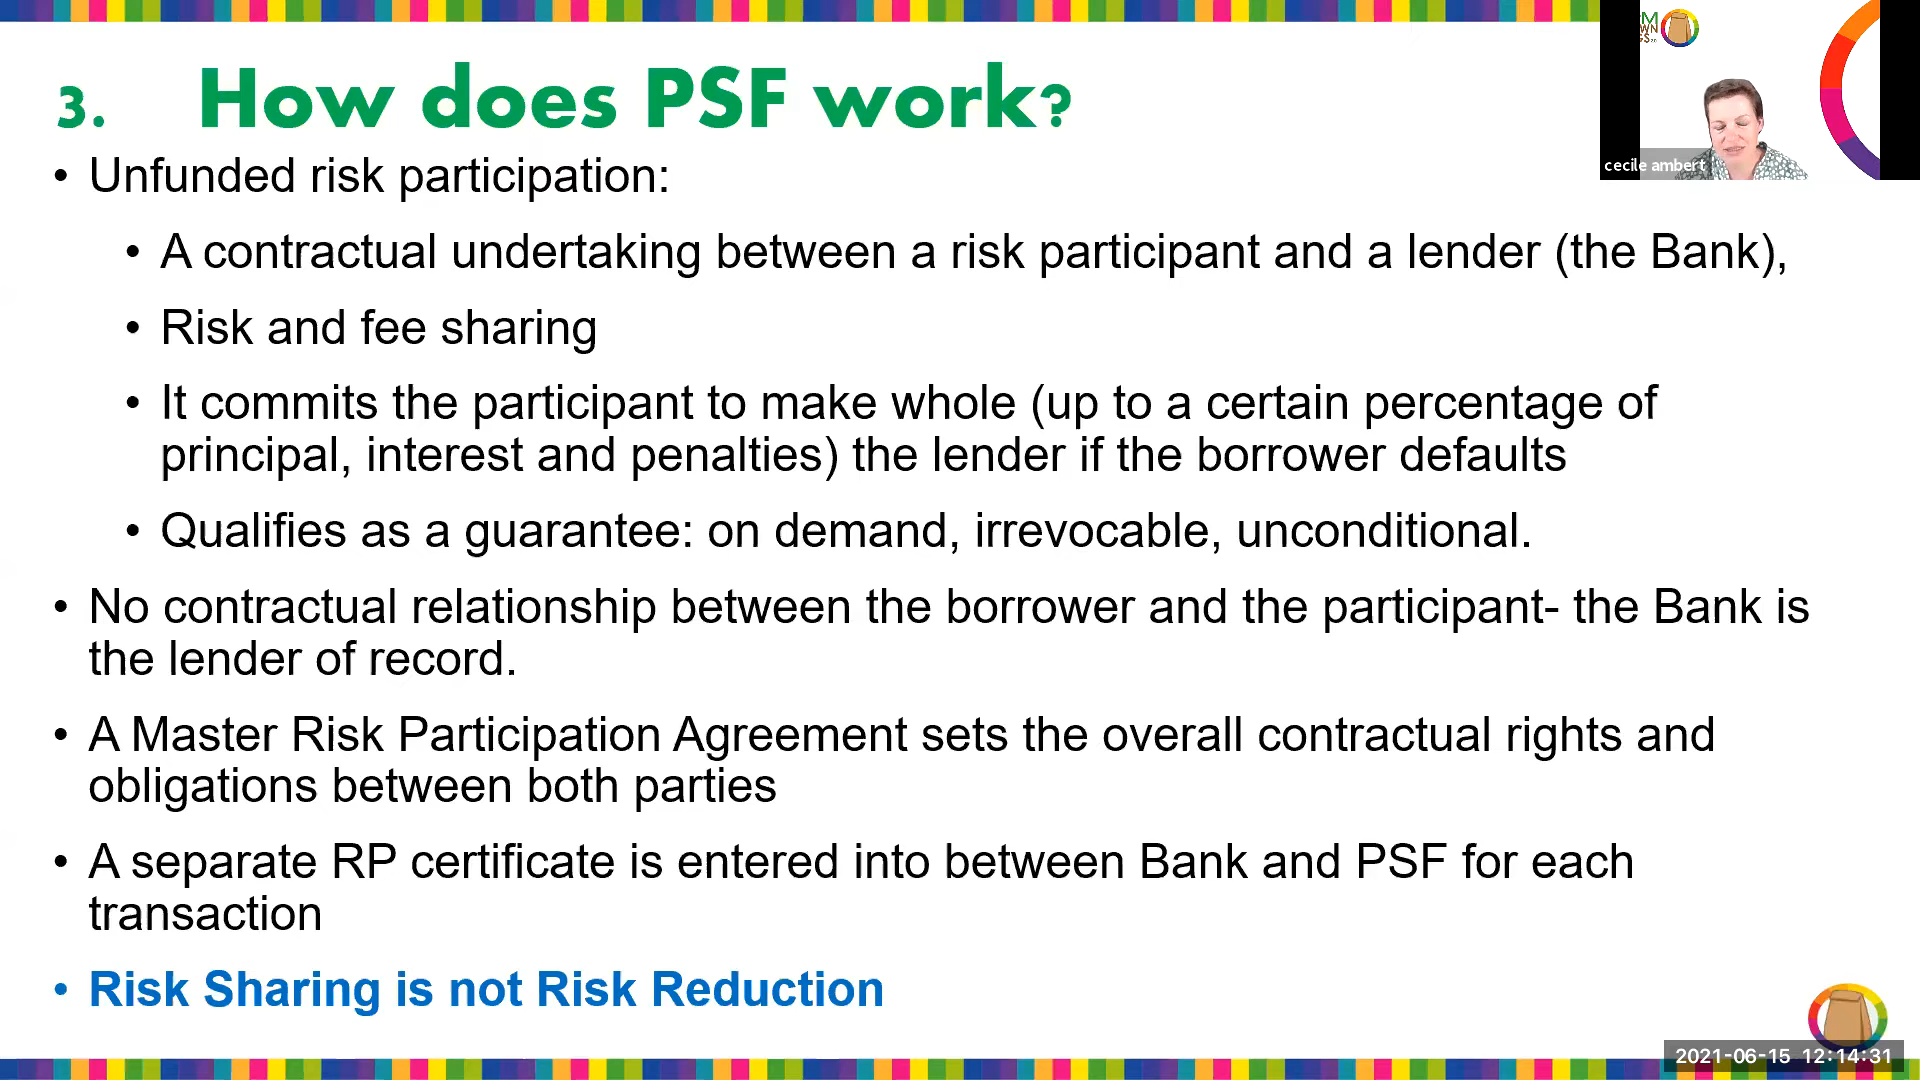 3. How does PSF work?
cecile ambert
• Unfunded risk participation:
• A contractual undertaking between a risk participant and a lender (the Bank),
• Risk and fee sharing
• It commits the participant to make whole (up to a certain percentage of
principal, interest and penalties) the lender if the borrower defaults
• Qualifies as a guarantee: on demand, irrevocable, unconditional.
• No contractual relationship between the borrower and the participant- the Bank is
the lender of record.
• A Master Risk Participation Agreement sets the overall contractual rights and
obligations between both parties
• A separate RP certificate is entered into between Bank and PSF for each
transaction
• Risk Sharing is not Risk Reduction
2021-06-15 12:14:31